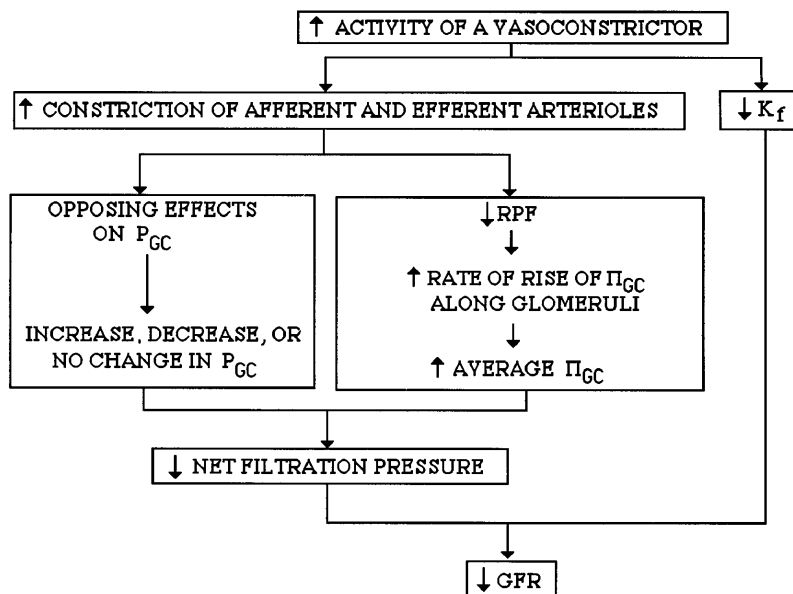 ↑ ACTIVITY OF A VASOCONSTRICTOR
↑ CONSTRICTION OF AFFERENT AND EFFERENT ARTERIOLES
↓ Kf
OPPOSING EFFECTS
ON PGC
INCREASE, DECREASE, OR
NO CHANGE IN PGC
↓RPF
↑ RATE OF RISE OF ΠGC
ALONG GLOMERULI
↑ AVERAGE ΠGC
↓ NET FILTRATION PRESSURE
↓ GFR